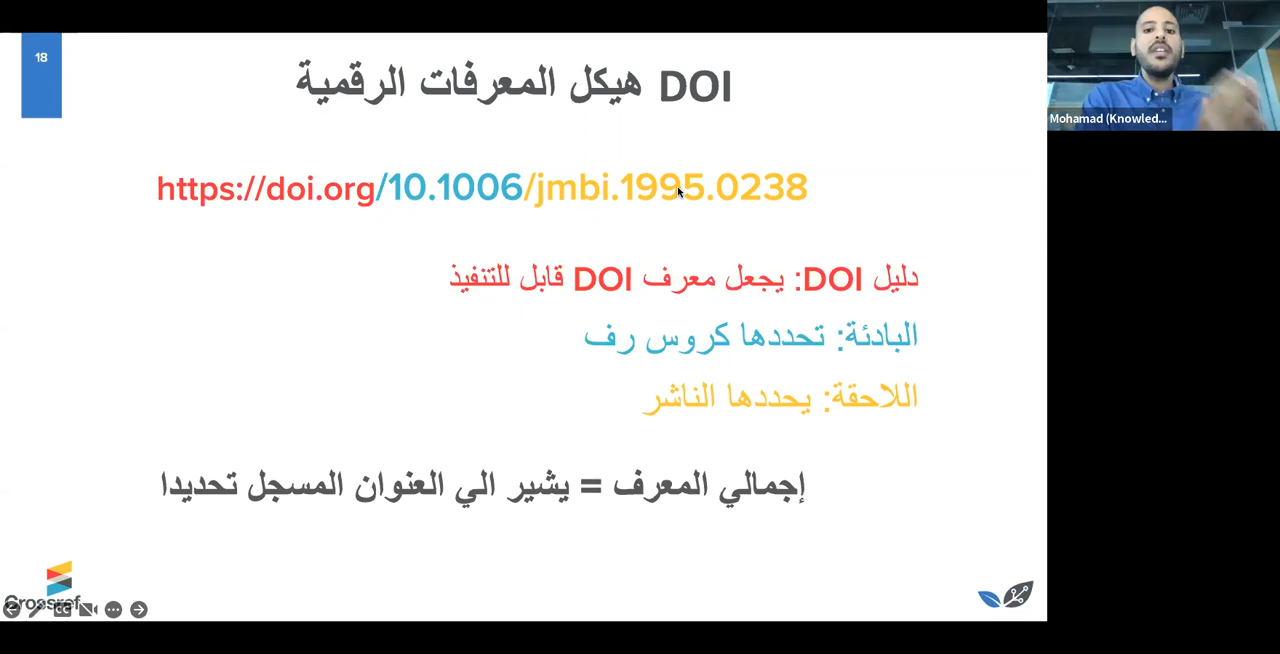 18
هيكل المعرفات الرقمية DOI
https://doi.org/10.1006/jmbi.1995.0238
دليل DOI: يجعل معرف DOI قابل للتنفيذ
البادئة: تحددها كروس رف
اللاحقة: يحددها الناشر
إجمالي المعرف = يشير الي العنوان المسجل تحديدا
Crossref
CC
Mohamad (Knowled...